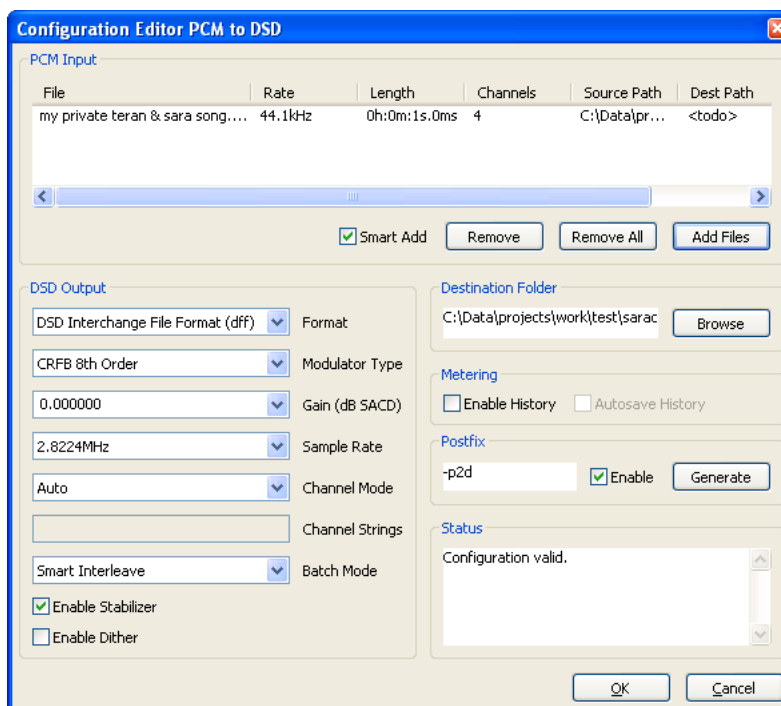 Configuration Editor PCM to DSD
PCM Input
File Rate Length Channels Source Path Dest Path
my private teran & sara song.... 44.1kHz 0h:0m:1s.0ms 4 C:\Data\pr... <todo>
Smart Add Remove Remove All Add Files
DSD Output
DSD Interchange File Format (dff) Format
CRFB 8th Order Modulator Type
0.000000 Gain (dB SACD)
2.8224MHz Sample Rate
Auto Channel Mode
Channel Strings
Smart Interleave Batch Mode
Enable Stabilizer
Enable Dither
Destination Folder
C:\Data\projects\work\test\sarac Browse
Metering
Enable History Autosave History
Postfix
-p2d Enable Generate
Status
Configuration valid.
OK Cancel